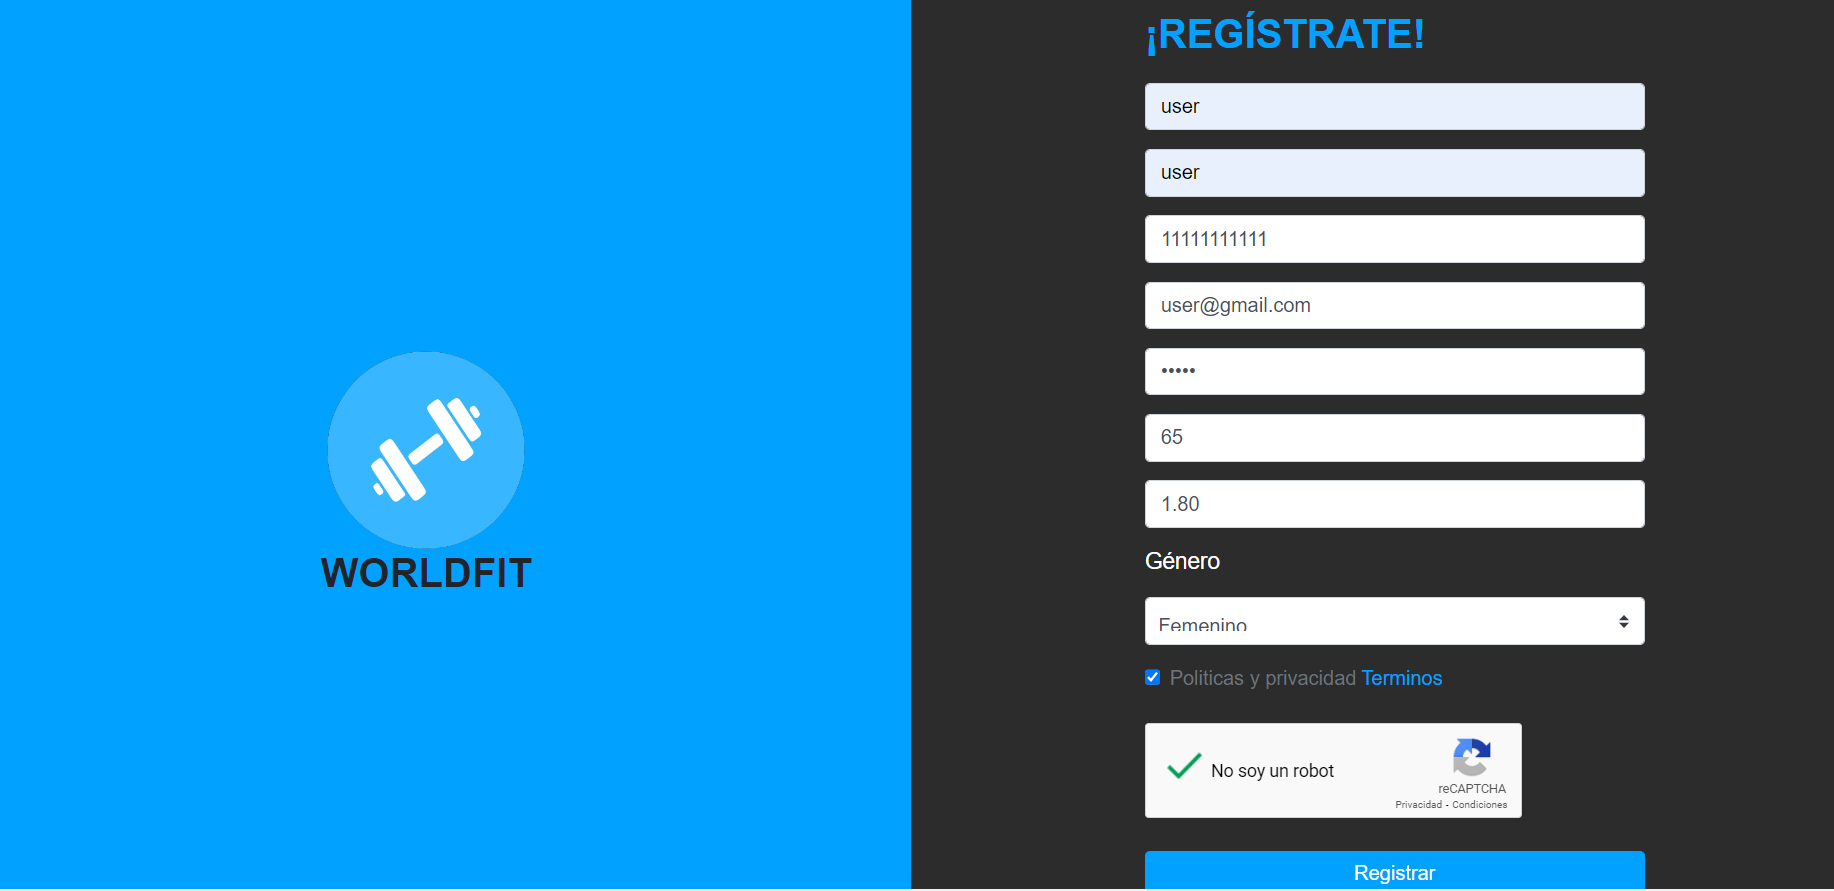 ¡REGÍSTRATE!
user
user
11111111111
user@gmail.com
•••••
65
1.80
Género
Femenino
Politicas y privacidad Terminos
No soy un robot
reCAPTCHA
Privacidad - Condiciones
Registrar
WORLDFIT